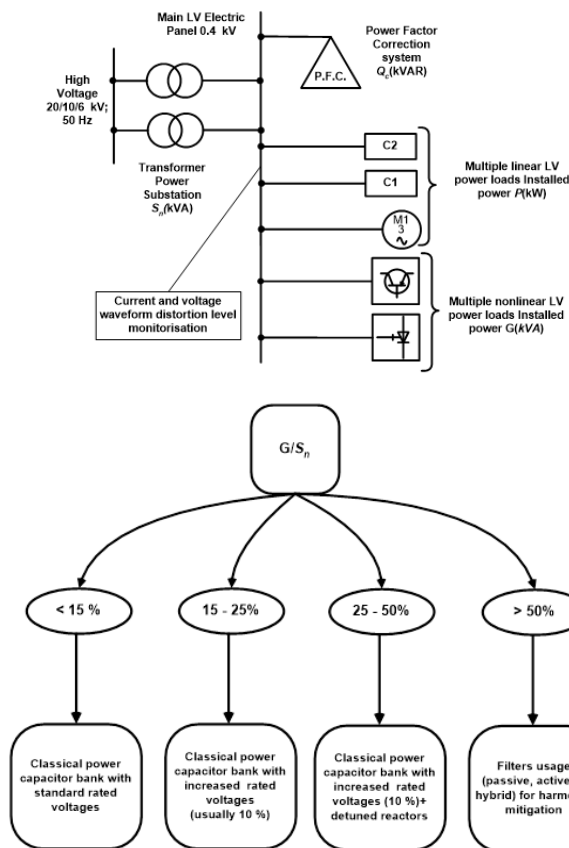 Main LV Electric
Panel 0.4 kV
Power Factor
Correction
system
Qc(kVAR)
P.F.C.
High
Voltage
20/10/6 kV;
50 Hz
Transformer
Power
Substation
Sn(kVA)
C2
C1
M1
3
Multiple linear LV
power loads Installed
power P(kW)
Current and voltage
waveform distortion level
monitorisation
Multiple nonlinear LV
power loads Installed
power G(kVA)
G/Sn
< 15 %
15 - 25%
25 - 50%
> 50%
Classical power
capacitor bank with
standard rated
voltages
Classical power
capacitor bank with
increased rated
voltages
(usually 10 %)
Classical power
capacitor bank with
increased rated
voltages (10 %)+
detuned reactors
Filters usage
(passive, active
hybrid) for harmo
mitigation